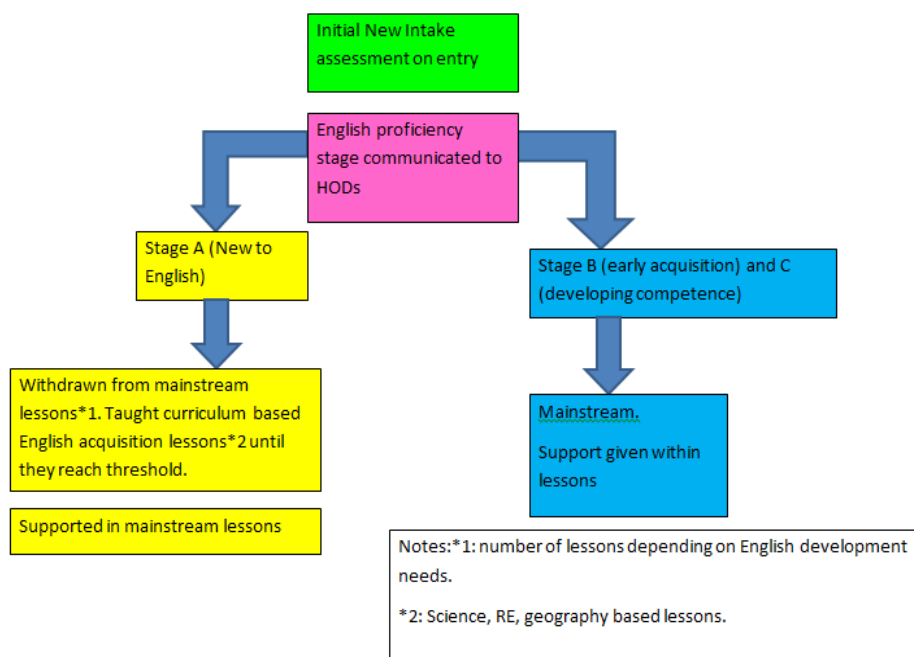 Initial New Intake
assessment on entry
English proficiency
stage communicated to
HODs
Stage A (New to
English)
Stage B (early acquisition) and C
(developing competence)
Withdrawn from mainstream
lessons*1. Taught curriculum based
English acquisition lessons*2 until
they reach threshold.
Supported in mainstream lessons
Mainstream.
Support given within
lessons
Notes:*1: number of lessons depending on English development
needs.
*2: Science, RE, geography based lessons.